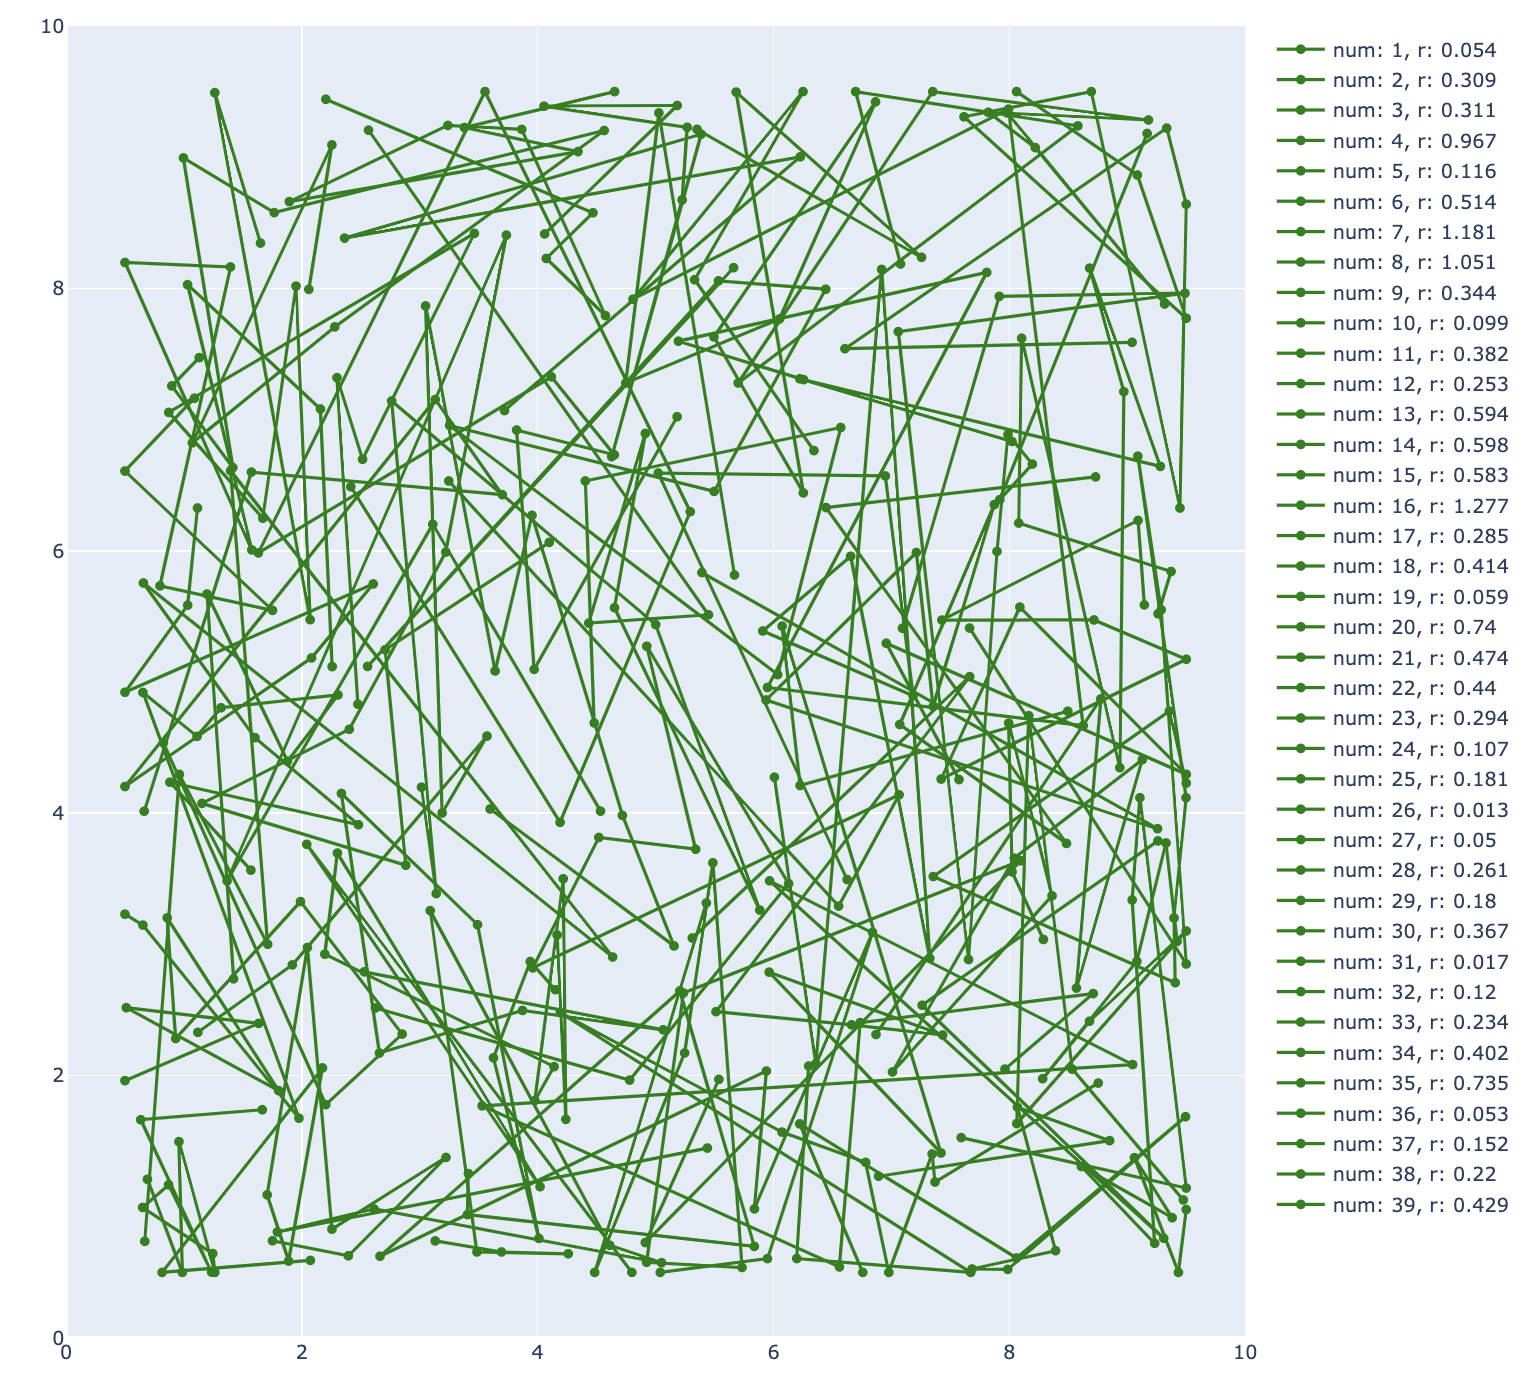 10
8
6
4
2
0
0 2 4 6 8 10
num: 1, r: 0.054
num: 2, r: 0.309
num: 3, r: 0.311
num: 4, r: 0.967
num: 5, r: 0.116
num: 6, r: 0.514
num: 7, r: 1.181
num: 8, r: 1.051
num: 9, r: 0.344
num: 10, r: 0.099
num: 11, r: 0.382
num: 12, r: 0.253
num: 13, r: 0.594
num: 14, r: 0.598
num: 15, r: 0.583
num: 16, r: 1.277
num: 17, r: 0.285
num: 18, r: 0.414
num: 19, r: 0.059
num: 20, r: 0.74
num: 21, r: 0.474
num: 22, r: 0.44
num: 23, r: 0.294
num: 24, r: 0.107
num: 25, r: 0.181
num: 26, r: 0.013
num: 27, r: 0.05
num: 28, r: 0.261
num: 29, r: 0.18
num: 30, r: 0.367
num: 31, r: 0.017
num: 32, r: 0.12
num: 33, r: 0.234
num: 34, r: 0.402
num: 35, r: 0.735
num: 36, r: 0.053
num: 37, r: 0.152
num: 38, r: 0.22
num: 39, r: 0.429